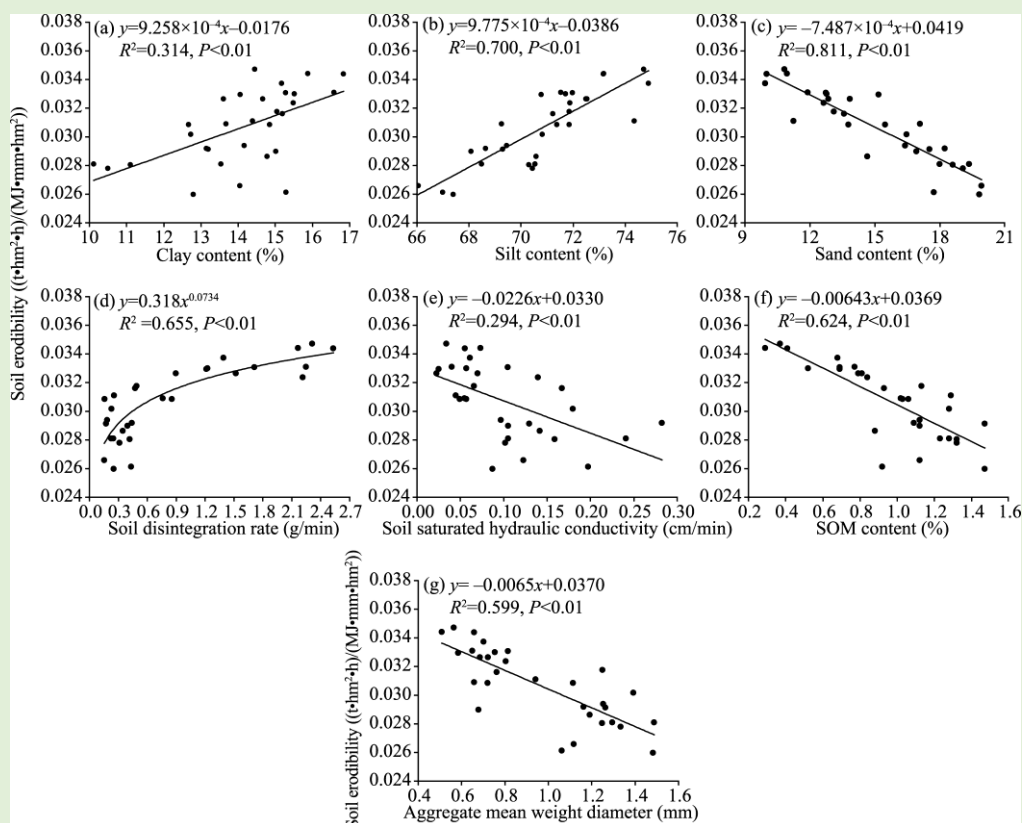 (a) y=9.258×10⁻⁴x–0.0176
R²=0.314, P<0.01
0.038
0.036
0.034
0.032
0.030
0.028
0.026
0.024
10 11 12 13 14 15 16 17
Clay content (%)
(b) y=9.775×10⁻⁴x–0.0386
R²=0.700, P<0.01
0.038
0.036
0.034
0.032
0.030
0.028
0.026
0.024
66 68 70 72 74 76
Silt content (%)
(c) y= –7.487×10⁻⁴x+0.0419
R²=0.811, P<0.01
0.038
0.036
0.034
0.032
0.030
0.028
0.026
0.024
9 12 15 18 21
Sand content (%)
Soil erodibility ((t•hm²•h)/(MJ•mm•hm²)
(d) y=0.318x^0.0734
R² =0.655, P<0.01
0.038
0.036
0.034
0.032
0.030
0.028
0.026
0.024
0.0 0.3 0.6 0.9 1.2 1.5 1.8 2.1 2.4 2.7
Soil disintegration rate (g/min)
(e) y= –0.0226x+0.0330
R²=0.294, P<0.01
0.038
0.036
0.034
0.032
0.030
0.028
0.026
0.024
0.00 0.05 0.10 0.15 0.20 0.25 0.30
Soil saturated hydraulic conductivity (cm/min)
(f) y= –0.00643x+0.0369
R²=0.624, P<0.01
0.038
0.036
0.034
0.032
0.030
0.028
0.026
0.024
0.2 0.4 0.6 0.8 1.0 1.2 1.4 1.6
SOM content (%)
Soil erodibility ((t•hm²•h)/(MJ•mm•hm²))
(g) y= –0.0065x+0.0370
R²=0.599, P<0.01
0.038
0.036
0.034
0.032
0.030
0.028
0.026
0.024
0.4 0.6 0.8 1.0 1.2 1.4 1.6
Aggregate mean weight diameter (mm)